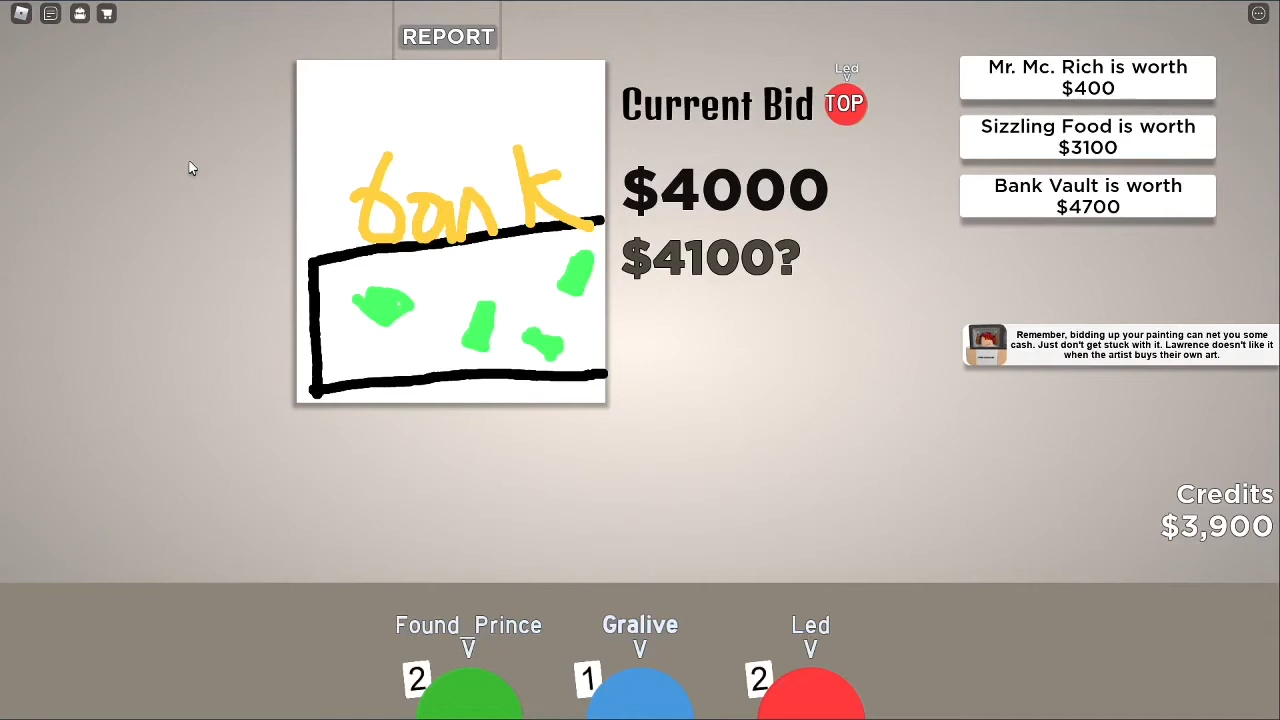 REPORT
bank
Led
V
Current Bid TOP
$4000
$4100?
Mr. Mc. Rich is worth
$400
Sizzling Food is worth
$3100
Bank Vault is worth
$4700
Remember, bidding up your painting can net you some
cash. Just don't get stuck with it. Lawrence doesn't like it
when the artist buys their own art.
Credits
$3,900
Found_Prince
V
2
Gralive
V
1
Led
V
2